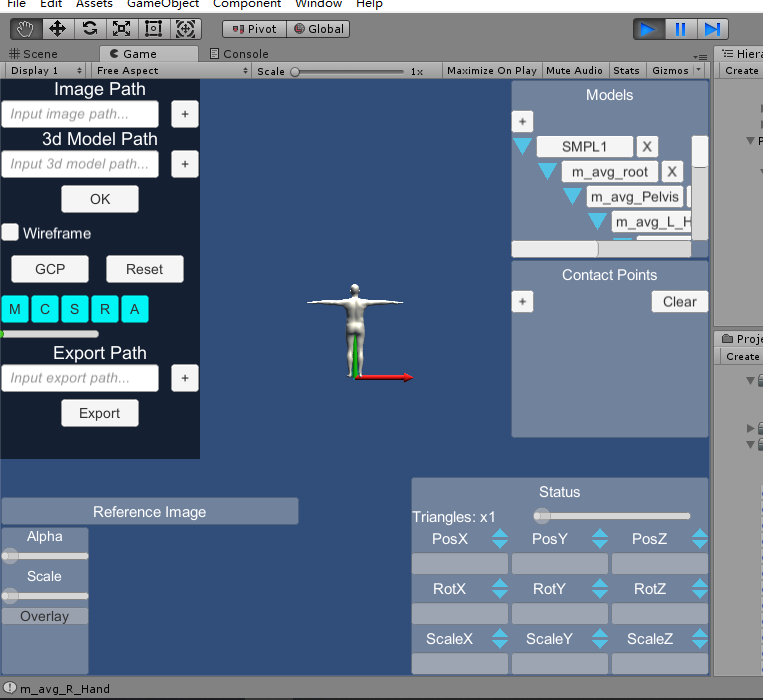 File Edit Assets GameObject Component Window Help
Pivot Global
Scene Game Console
Display 1 Free Aspect Scale 1x Maximize On Play Mute Audio Stats Gizmos
Hiera
Create
Image Path
Input image path... +
3d Model Path
Input 3d model path... +
OK
Wireframe
GCP Reset
M C S R A
Export Path
Input export path... +
Export
Models
+
SMPL1 X
m_avg_root X
m_avg_Pelvis
m_avg_L_H
Contact Points
+ Clear
Proje
Create
Reference Image
Alpha
Scale
Overlay
Status
Triangles: x1
PosX PosY PosZ
RotX RotY RotZ
ScaleX ScaleY ScaleZ
m_avg_R_Hand